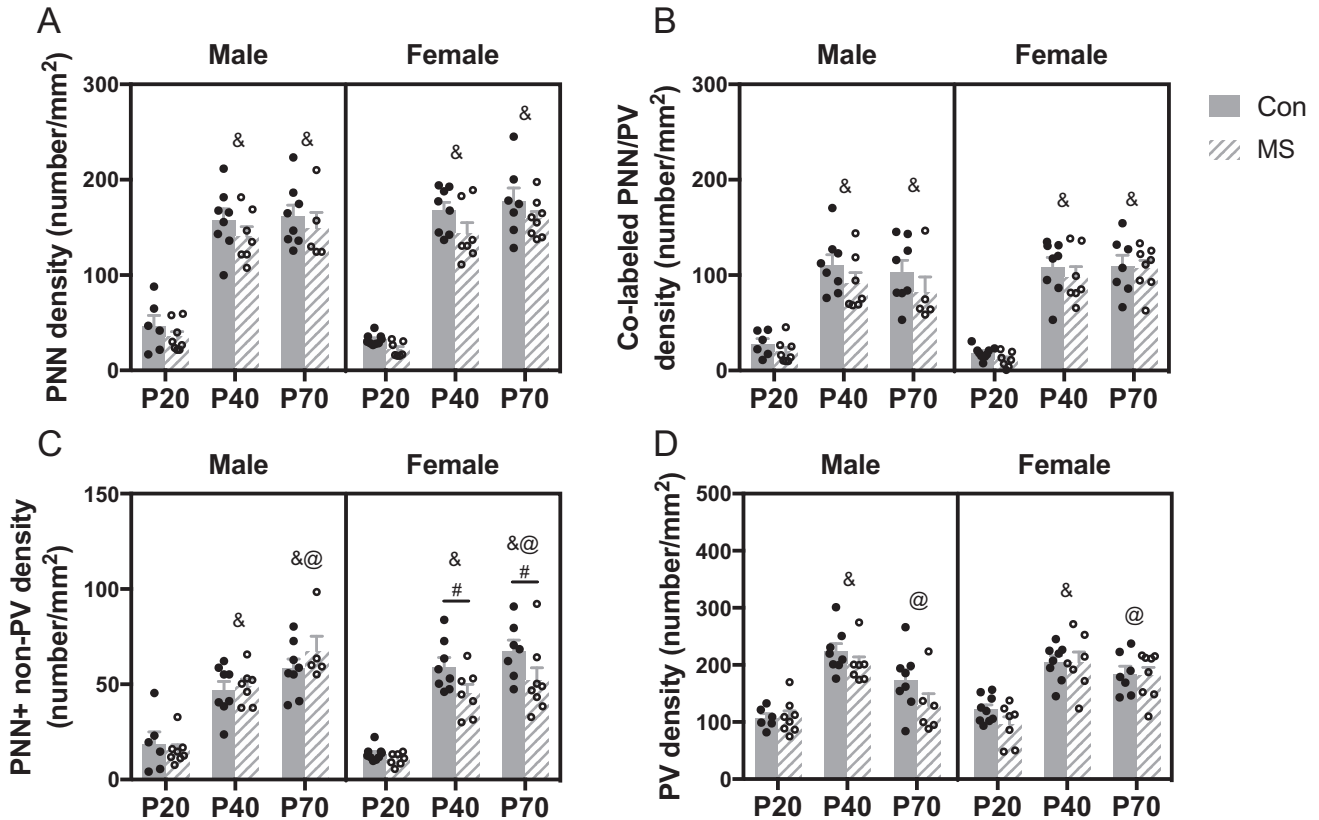 A
Male
Female
PNN density (number/mm²)
300
200
100
0
&
&
&
&
P20
P40
P70
P20
P40
P70
B
Male
Female
Co-labeled PNN/PV
density (number/mm²)
300
200
100
0
&
&
&
&
P20
P40
P70
P20
P40
P70
Con
MS
C
Male
Female
PNN+ non-PV density
(number/mm²)
150
100
50
0
&
&@
&
#
&@
#
P20
P40
P70
P20
P40
P70
D
Male
Female
PV density (number/mm²)
500
400
300
200
100
0
&
@
&
@
P20
P40
P70
P20
P40
P70